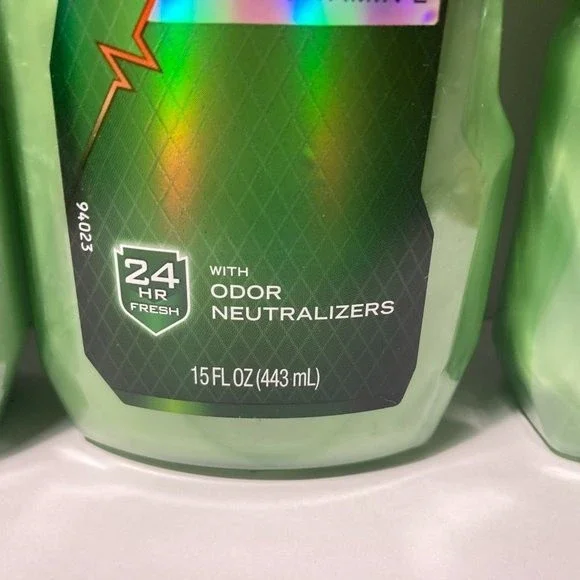 94023
24
HR
FRESH
WITH
ODOR
NEUTRALIZERS
15 FL OZ (443 mL)